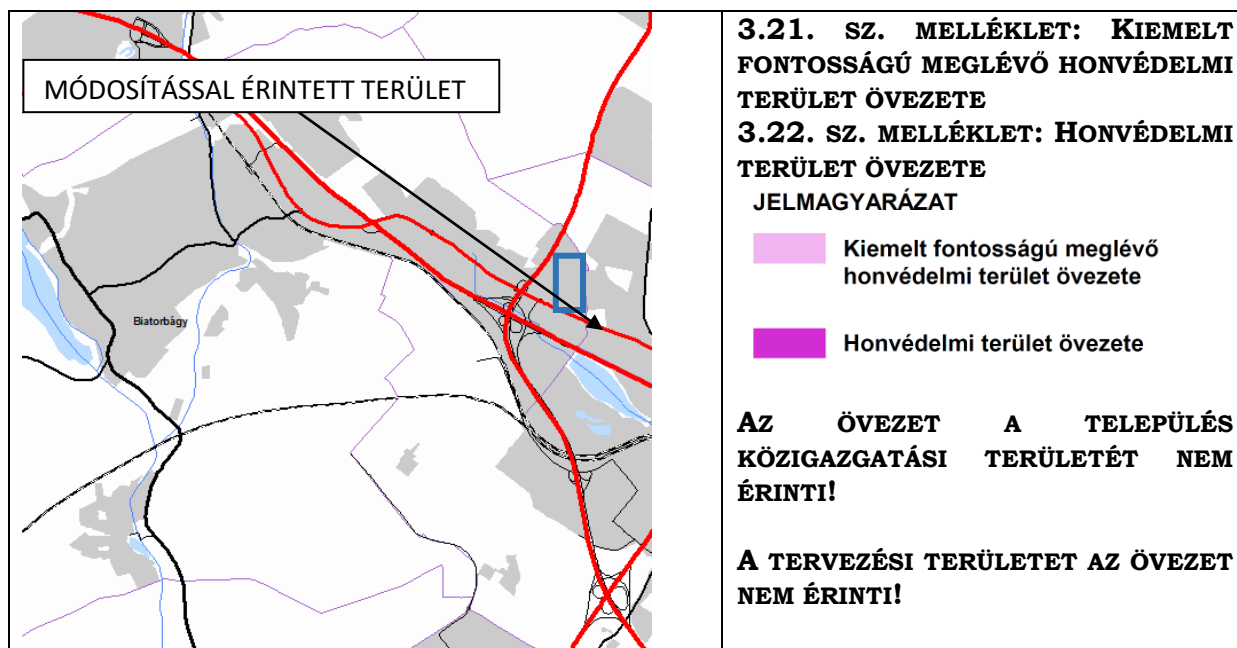 MÓDOSÍTÁSSAL ÉRINTETT TERÜLET
Biatorbágy
3.21. SZ. MELLÉKLET: KIEMELT
FONTOSSÁGÚ MEGLÉVŐ HONVÉDELMI
TERÜLET ÖVEZETE
3.22. SZ. MELLÉKLET: HONVÉDELMI
TERÜLET ÖVEZETE
JELMAGYARÁZAT
Kiemelt fontosságú meglévő
honvédelmi terület övezete
Honvédelmi terület övezete
AZ ÖVEZET A TELEPÜLÉS
KÖZIGAZGATÁSI TERÜLETÉT NEM
ÉRINTI!
A TERVEZÉSI TERÜLETET AZ ÖVEZET
NEM ÉRINTI!